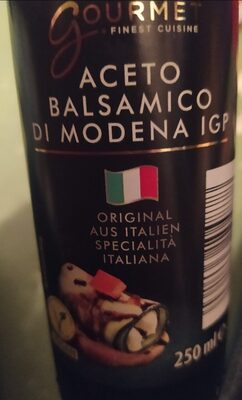 GOURMET
FINEST CUISINE
ACETO
BALSAMICO
DI MODENA IGP
ORIGINAL
AUS ITALIEN
SPECIALITÀ
ITALIANA
250 ml e